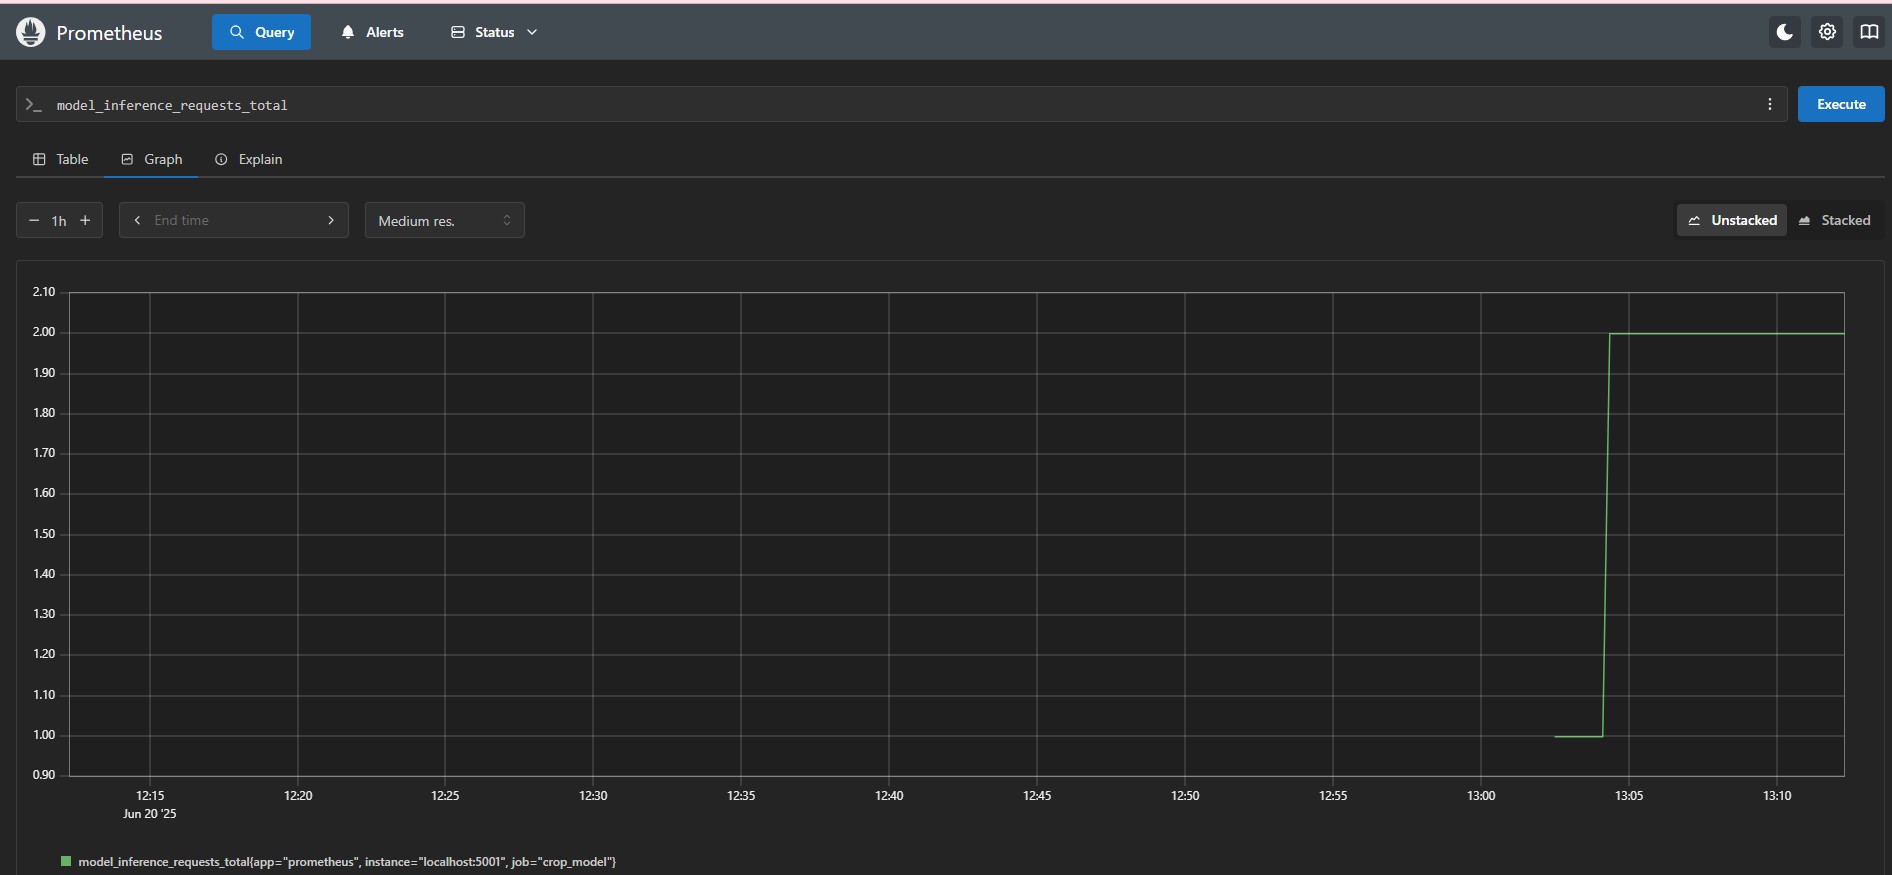 Prometheus Query Alerts Status
>_ model_inference_requests_total Execute
Table Graph Explain
1h End time Medium res. Unstacked Stacked
2.10
2.00
1.90
1.80
1.70
1.60
1.50
1.40
1.30
1.20
1.10
1.00
0.90
12:15 12:20 12:25 12:30 12:35 12:40 12:45 12:50 12:55 13:00 13:05 13:10
Jun 20 '25
model_inference_requests_total{app="prometheus", instance="localhost:5001", job="crop_model"}